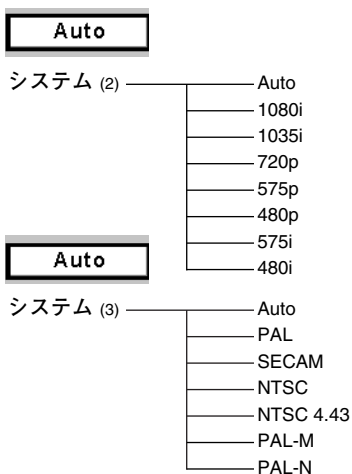 Auto
システム (2)
Auto
1080i
1035i
720p
575p
480p
575i
480i
Auto
システム (3)
Auto
PAL
SECAM
NTSC
NTSC 4.43
PAL-M
PAL-N